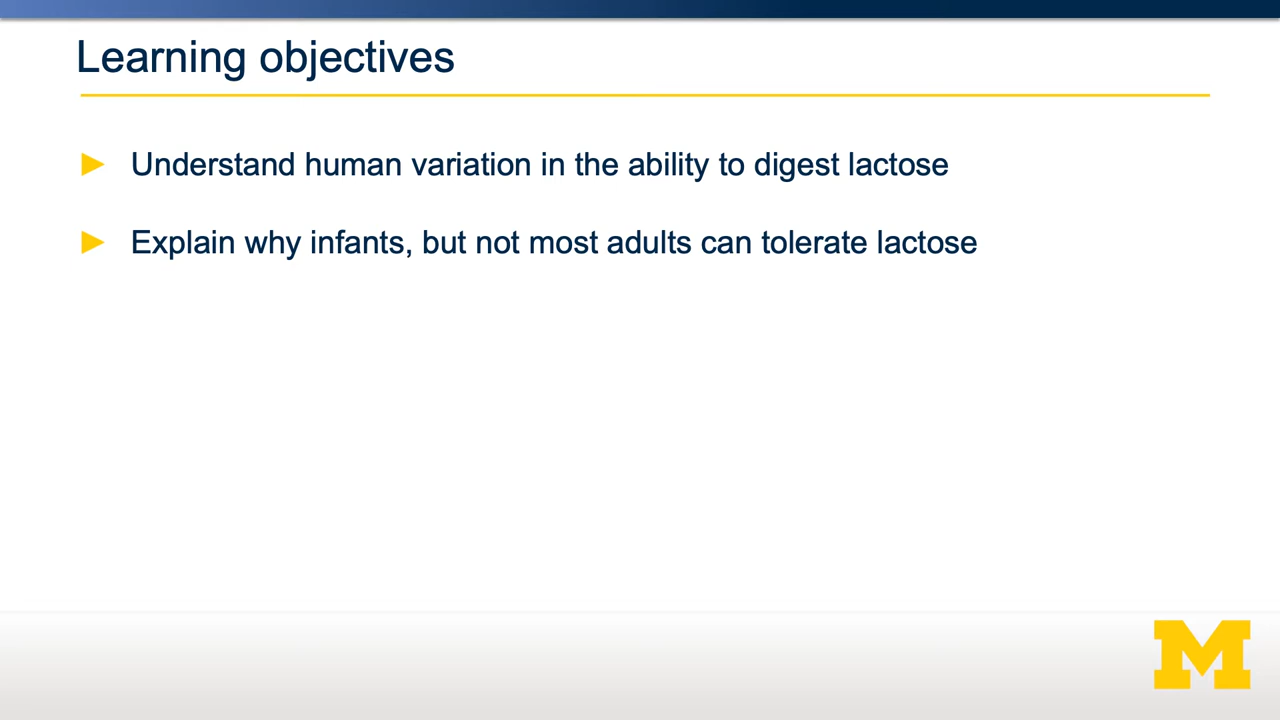 Learning objectives
Understand human variation in the ability to digest lactose
Explain why infants, but not most adults can tolerate lactose
M